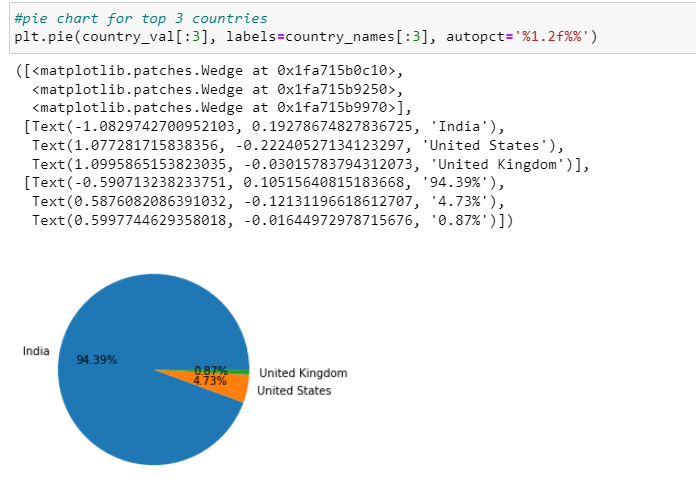 #pie chart for top 3 countries
plt.pie(country_val[:3], labels=country_names[:3], autopct='%1.2f%%')
([<matplotlib.patches.Wedge at 0x1fa715b0c10>,
<matplotlib.patches.Wedge at 0x1fa715b9250>,
<matplotlib.patches.Wedge at 0x1fa715b9970>],
[Text(-1.0829742700952103, 0.19278674827836725, 'India'),
Text(1.077281715838356, -0.22240527134123297, 'United States'),
Text(1.0995865153823035, -0.03015783794312073, 'United Kingdom')],
[Text(-0.590713238233751, 0.10515640815183668, '94.39%'),
Text(0.5876082086391032, -0.12131196618612707, '4.73%'),
Text(0.5997744629358018, -0.01644972978715676, '0.87%')])
India
94.39%
0.87%
United Kingdom
4.73%
United States